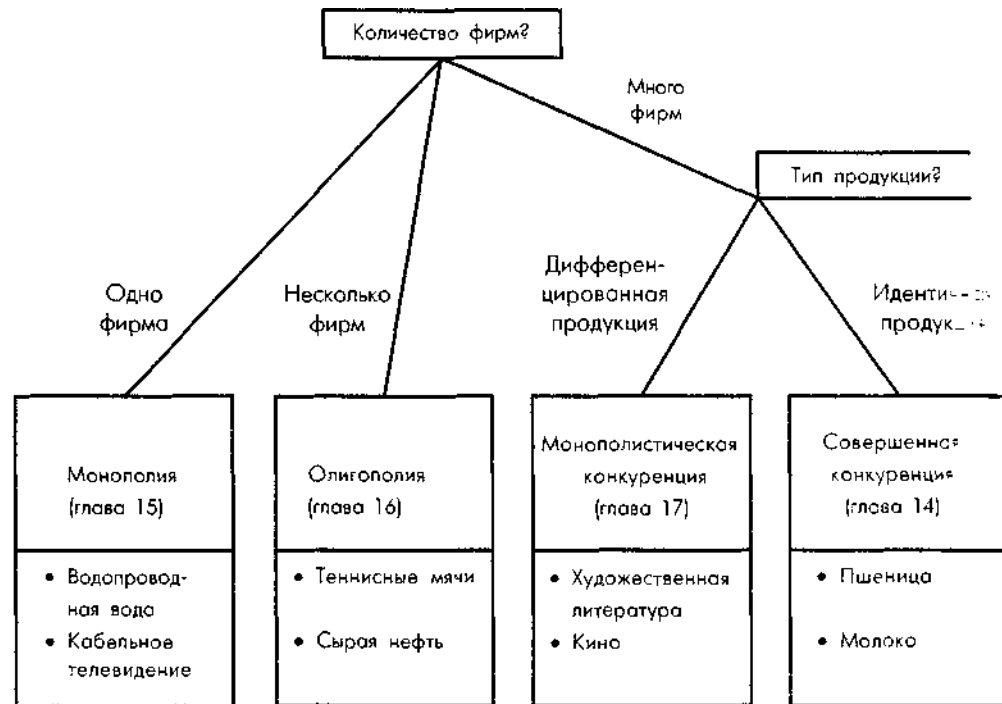 Количество фирм?
Много
фирм
Тип продукции?
Одно
фирма
Несколько
фирм
Дифферен-
цированная
продукция
Монополия
(глава 15)
Олигополия
(глава 16)
Монополистическая
конкуренция
(глава 17)
Совершенная
конкуренция
(глава 14)
• Водопровод-
ная вода
• Кабельное
телевидение
• Теннисные мячи
• Сырая нефть
• Художественная
литература
• Кино
• Пшеница
• Молоко